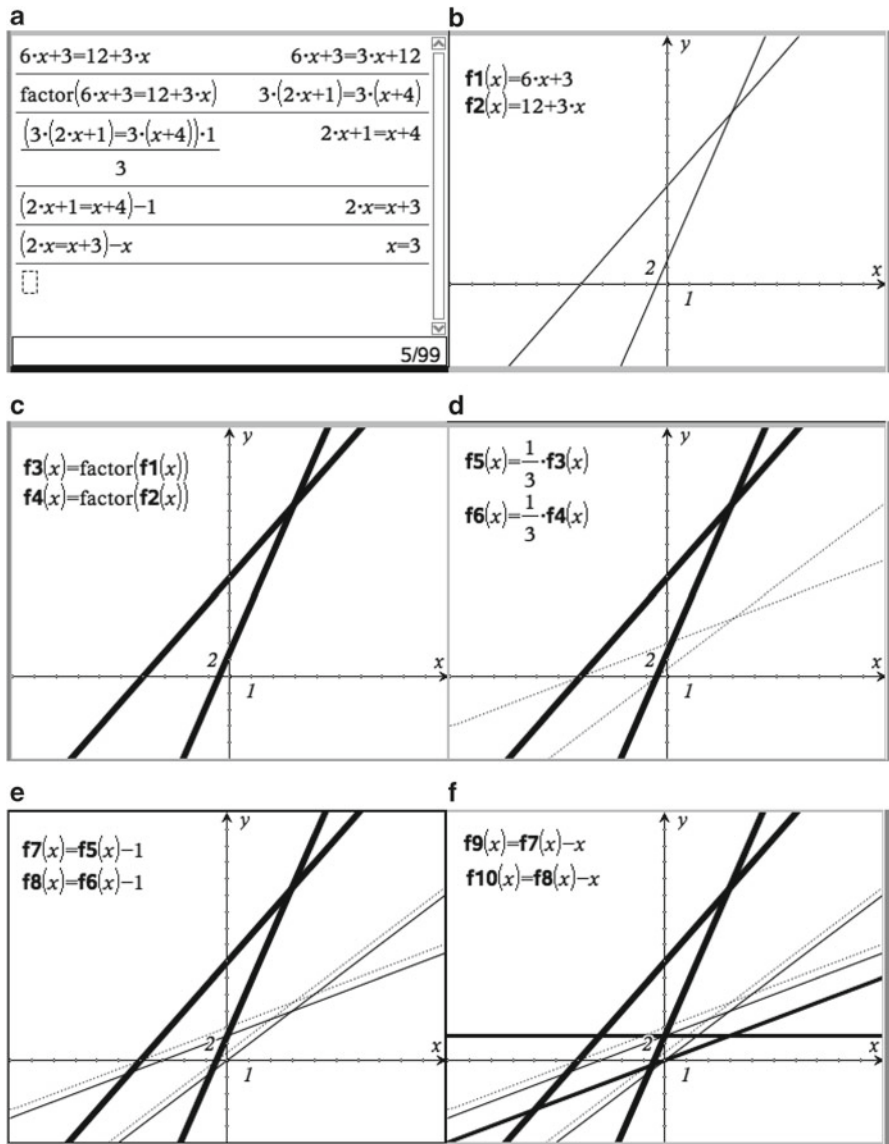 a
6·x+3=12+3·x 6·x+3=3·x+12
factor(6·x+3=12+3·x) 3·(2·x+1)=3·(x+4)
(3·(2·x+1)=3·(x+4))·1 2·x+1=x+4
3
(2·x+1=x+4)−1 2·x=x+3
(2·x=x+3)−x x=3
5/99
b
y
f1(x)=6·x+3
f2(x)=12+3·x
2
x
1
c
y
f3(x)=factor(f1(x))
f4(x)=factor(f2(x))
2
x
1
d
y
f5(x)=1/3·f3(x)
f6(x)=1/3·f4(x)
2
x
1
e
y
f7(x)=f5(x)−1
f8(x)=f6(x)−1
2
x
1
f
y
f9(x)=f7(x)−x
f10(x)=f8(x)−x
2
x
1